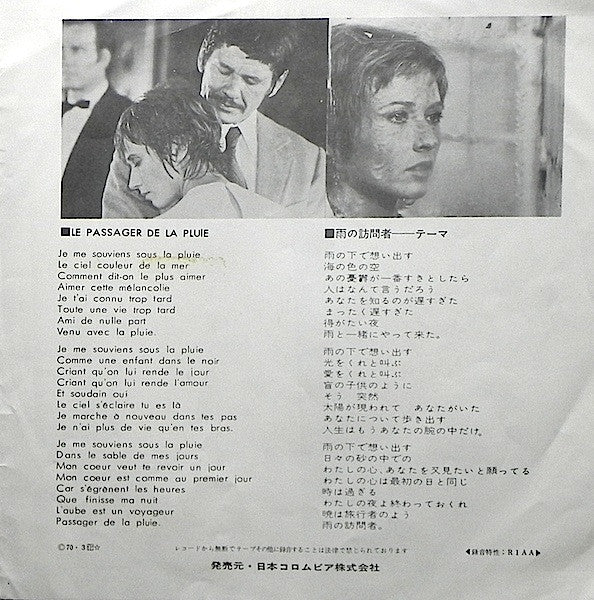 ■LE PASSAGER DE LA PLUIE
Je me souviens sous la pluie
Le ciel couleur de la mer
Comment dit-on le plus aimer
Aimer cette mélancolie
Je t'ai connu trop tard
Toute une vie trop tard
Ami de nulle part
Venu avec la pluie.
Je me souviens sous la pluie
Comme une enfant dans le noir
Criant qu'on lui rende le jour
Criant qu'on lui rende l'amour
Et soudain oui
Le ciel s'éclaire tu es là
Je marche à nouveau dans tes pas
Je n'ai plus de vie qu'en tes bras.
Je me souviens sous la pluie
Dans le sable de mes jours
Mon coeur veut te revoir un jour
Mon coeur est comme au premier jour
Car s'égrènent les heures
Que finisse ma nuit
L'aube est un voyageur
Passager de la pluie.
■雨の訪問者——テーマ
雨の下で想い出す
海の色の空
あの憂鬱が一番すきとしたら
人はなんて言うだろう
あなたを知るのが遅すぎた
まったく遅すぎた
得がたい夜
雨と一緒にやって来た。
雨の下で想い出す
光をくれと叫ぶ
愛をくれと叫ぶ
盲の子供のように
そう 突然
太陽が現われて あなたがいた
あなたについて歩き出す
人生はもうあなたの腕の中だけ。
雨の下で想い出す
日々の砂の中での
わたしの心、あなたを又見たいと願ってる
わたしの心は最初の日と同じ
時は過ぎる
わたしの夜よ終わっておくれ
暁は旅行者のよう
雨の訪問者。
Ⓒ70・3
レコードから無断でテープその他に録音することは法律で禁じられております
◀録音特性：RIAA▶
発売元・日本コロムビア株式会社